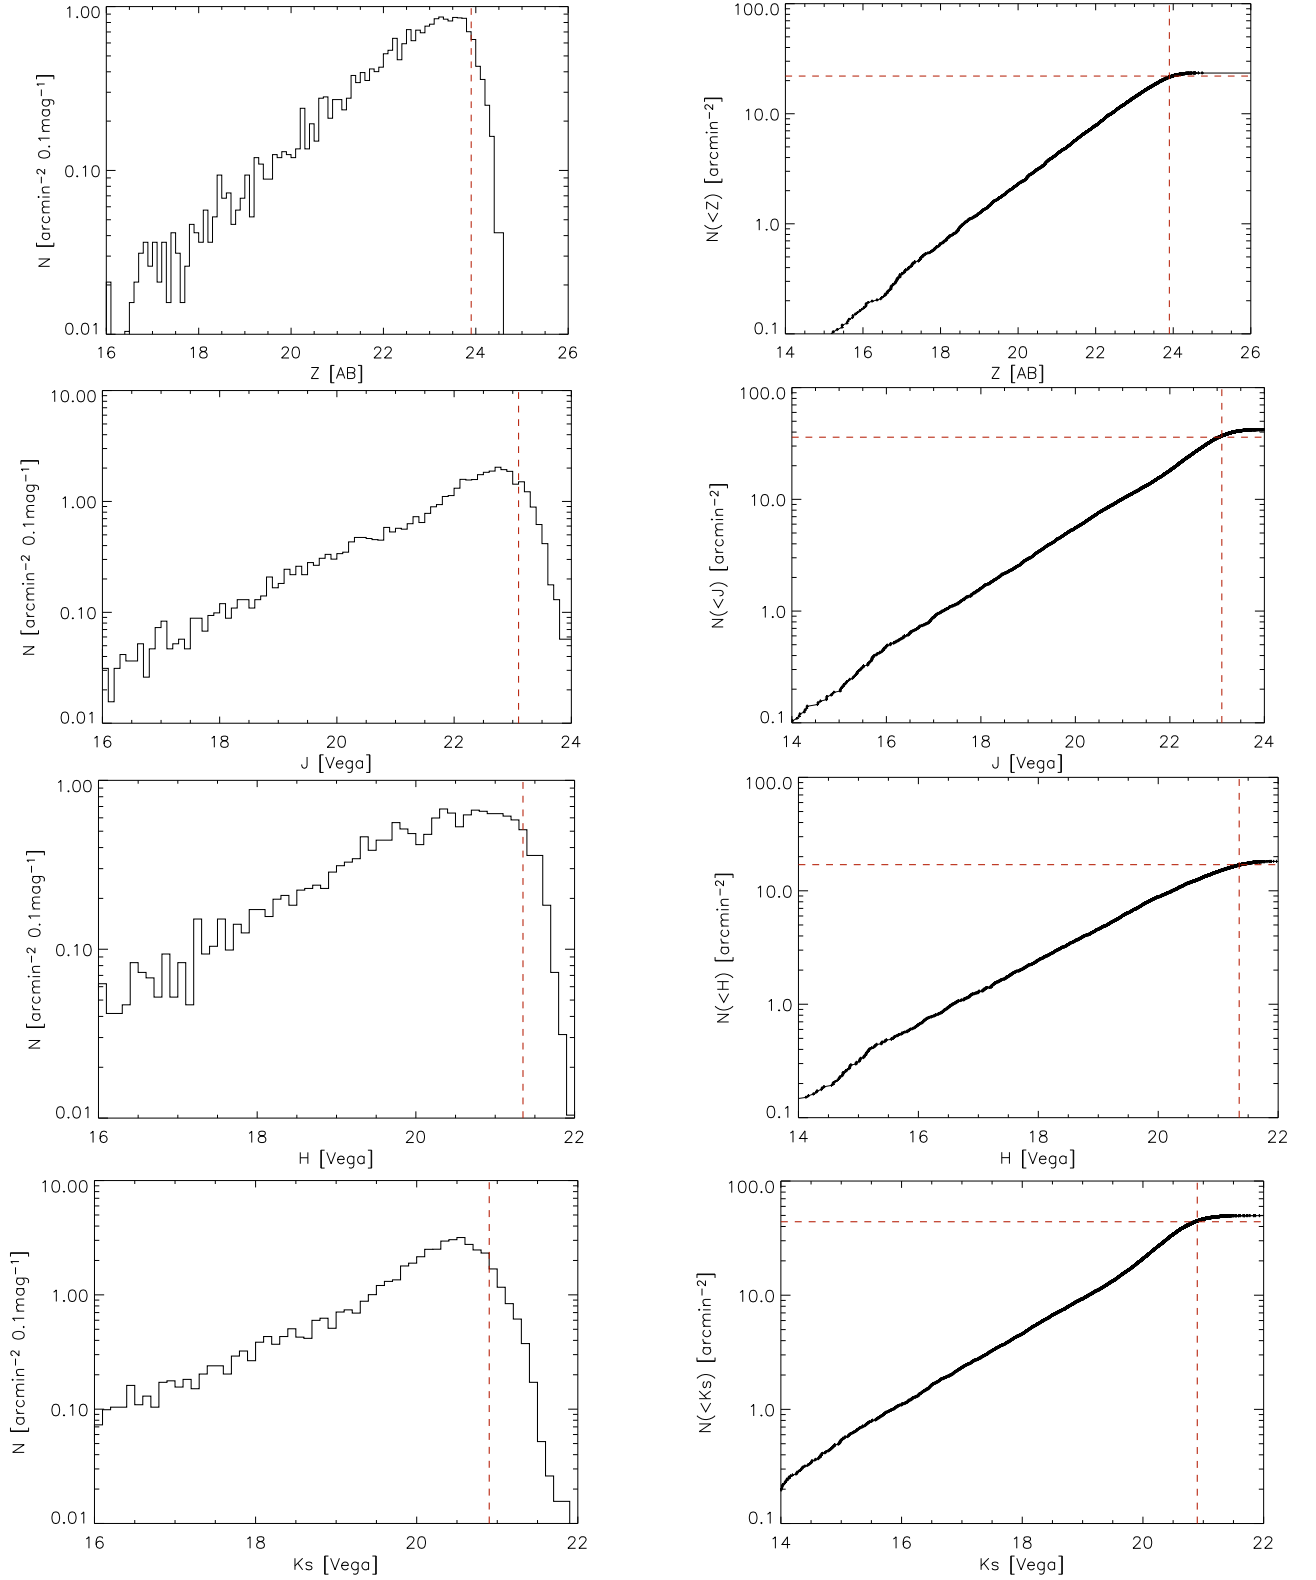 1.00
0.10
0.01
N [arcmin−2 0.1mag−1]
16 18 20 22 24 26
Z [AB]
100.0
10.0
1.0
0.1
N(<Z) [arcmin−2]
14 16 18 20 22 24 26
Z [AB]
10.00
1.00
0.10
0.01
N [arcmin−2 0.1mag−1]
16 18 20 22 24
J [Vega]
100.0
10.0
1.0
0.1
N(<J) [arcmin−2]
14 16 18 20 22 24
J [Vega]
1.00
0.10
0.01
N [arcmin−2 0.1mag−1]
16 18 20 22
H [Vega]
100.0
10.0
1.0
0.1
N(<H) [arcmin−2]
14 16 18 20 22
H [Vega]
10.00
1.00
0.10
0.01
N [arcmin−2 0.1mag−1]
16 18 20 22
Ks [Vega]
100.0
10.0
1.0
0.1
N(<Ks) [arcmin−2]
14 16 18 20 22
Ks [Vega]